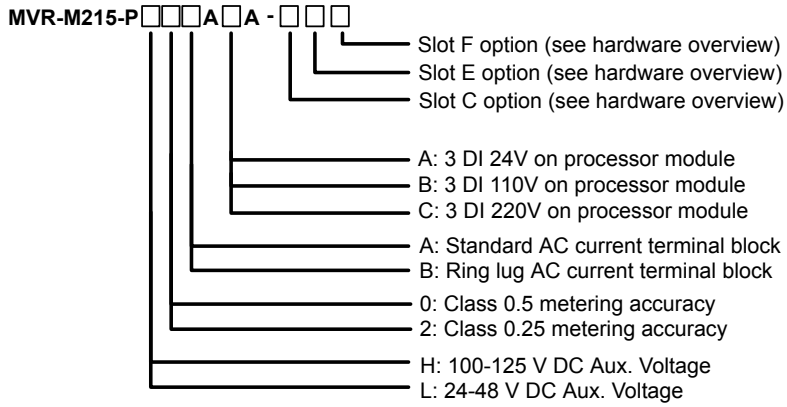 MVR-M215-P□□□A□A-□□□
Slot F option (see hardware overview)
Slot E option (see hardware overview)
Slot C option (see hardware overview)
A: 3 DI 24V on processor module
B: 3 DI 110V on processor module
C: 3 DI 220V on processor module
A: Standard AC current terminal block
B: Ring lug AC current terminal block
0: Class 0.5 metering accuracy
2: Class 0.25 metering accuracy
H: 100-125 V DC Aux. Voltage
L: 24-48 V DC Aux. Voltage